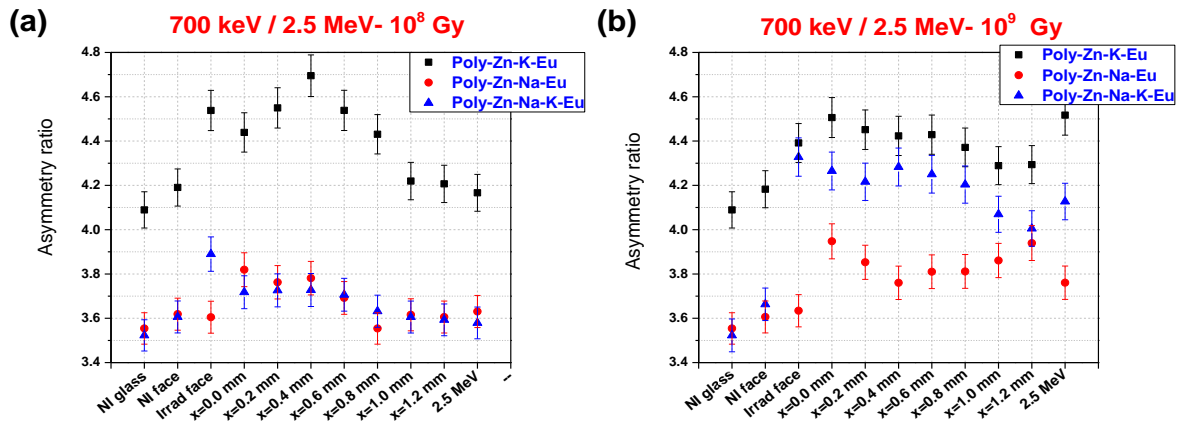 (a)
700 keV / 2.5 MeV- 10⁸ Gy
Poly-Zn-K-Eu
Poly-Zn-Na-Eu
Poly-Zn-Na-K-Eu
Asymmetry ratio
4.8
4.6
4.4
4.2
4.0
3.8
3.6
3.4
NI glass
NI face
Irrad face
x=0.0 mm
x=0.2 mm
x=0.4 mm
x=0.6 mm
x=0.8 mm
x=1.0 mm
x=1.2 mm
2.5 MeV
--
(b)
700 keV / 2.5 MeV- 10⁹ Gy
Poly-Zn-K-Eu
Poly-Zn-Na-Eu
Poly-Zn-Na-K-Eu
Asymmetry ratio
4.8
4.6
4.4
4.2
4.0
3.8
3.6
3.4
NI glass
NI face
Irrad face
x=0.0 mm
x=0.2 mm
x=0.4 mm
x=0.6 mm
x=0.8 mm
x=1.0 mm
x=1.2 mm
2.5 MeV